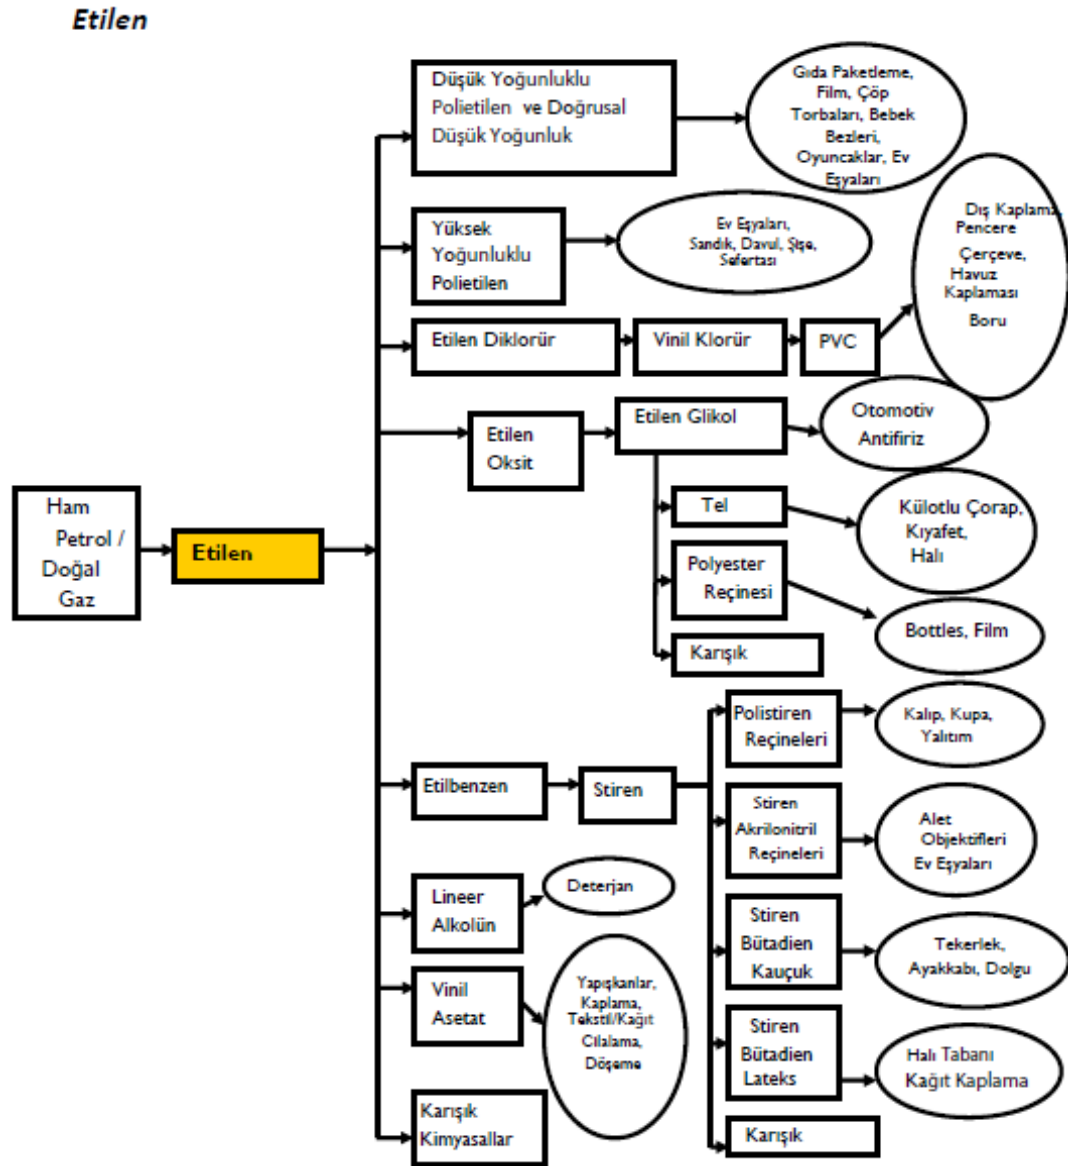 Etilen
Düşük Yoğunluklu
Polietilen ve Doğrusal
Düşük Yoğunluk
Gıda Paketleme,
Film, Çöp
Torbaları, Bebek
Bezleri,
Oyuncaklar, Ev
Eşyaları
Yüksek
Yoğunluklu
Polietilen
Ev Eşyaları,
Sandık, Davul, Şişe,
Sefertası
Dış Kaplama,
Pencere
Çerçeve,
Havuz
Kaplaması
Boru
Etilen Diklorür
Vinil Klorür
PVC
Etilen
Oksit
Etilen Glikol
Otomotiv
Antifiriz
Ham
Petrol /
Doğal
Gaz
Etilen
Tel
Külotlu Çorap,
Kıyafet,
Halı
Polyester
Reçinesi
Bottles, Film
Karışık
Etilbenzen
Stiren
Polistiren
Reçineleri
Kalıp, Kupa,
Yalıtım
Stiren
Akrilonitril
Reçineleri
Alet
Objektifleri
Ev Eşyaları
Lineer
Alkolün
Deterjan
Stiren
Bütadien
Kauçuk
Tekerlek,
Ayakkabı, Dolgu
Vinil
Asetat
Yapışkanlar,
Kaplama,
Tekstil/Kağıt
Cilalama,
Döşeme
Stiren
Bütadien
Lateks
Halı Tabanı
Kağıt Kaplama
Karışık
Kimyasallar
Karışık